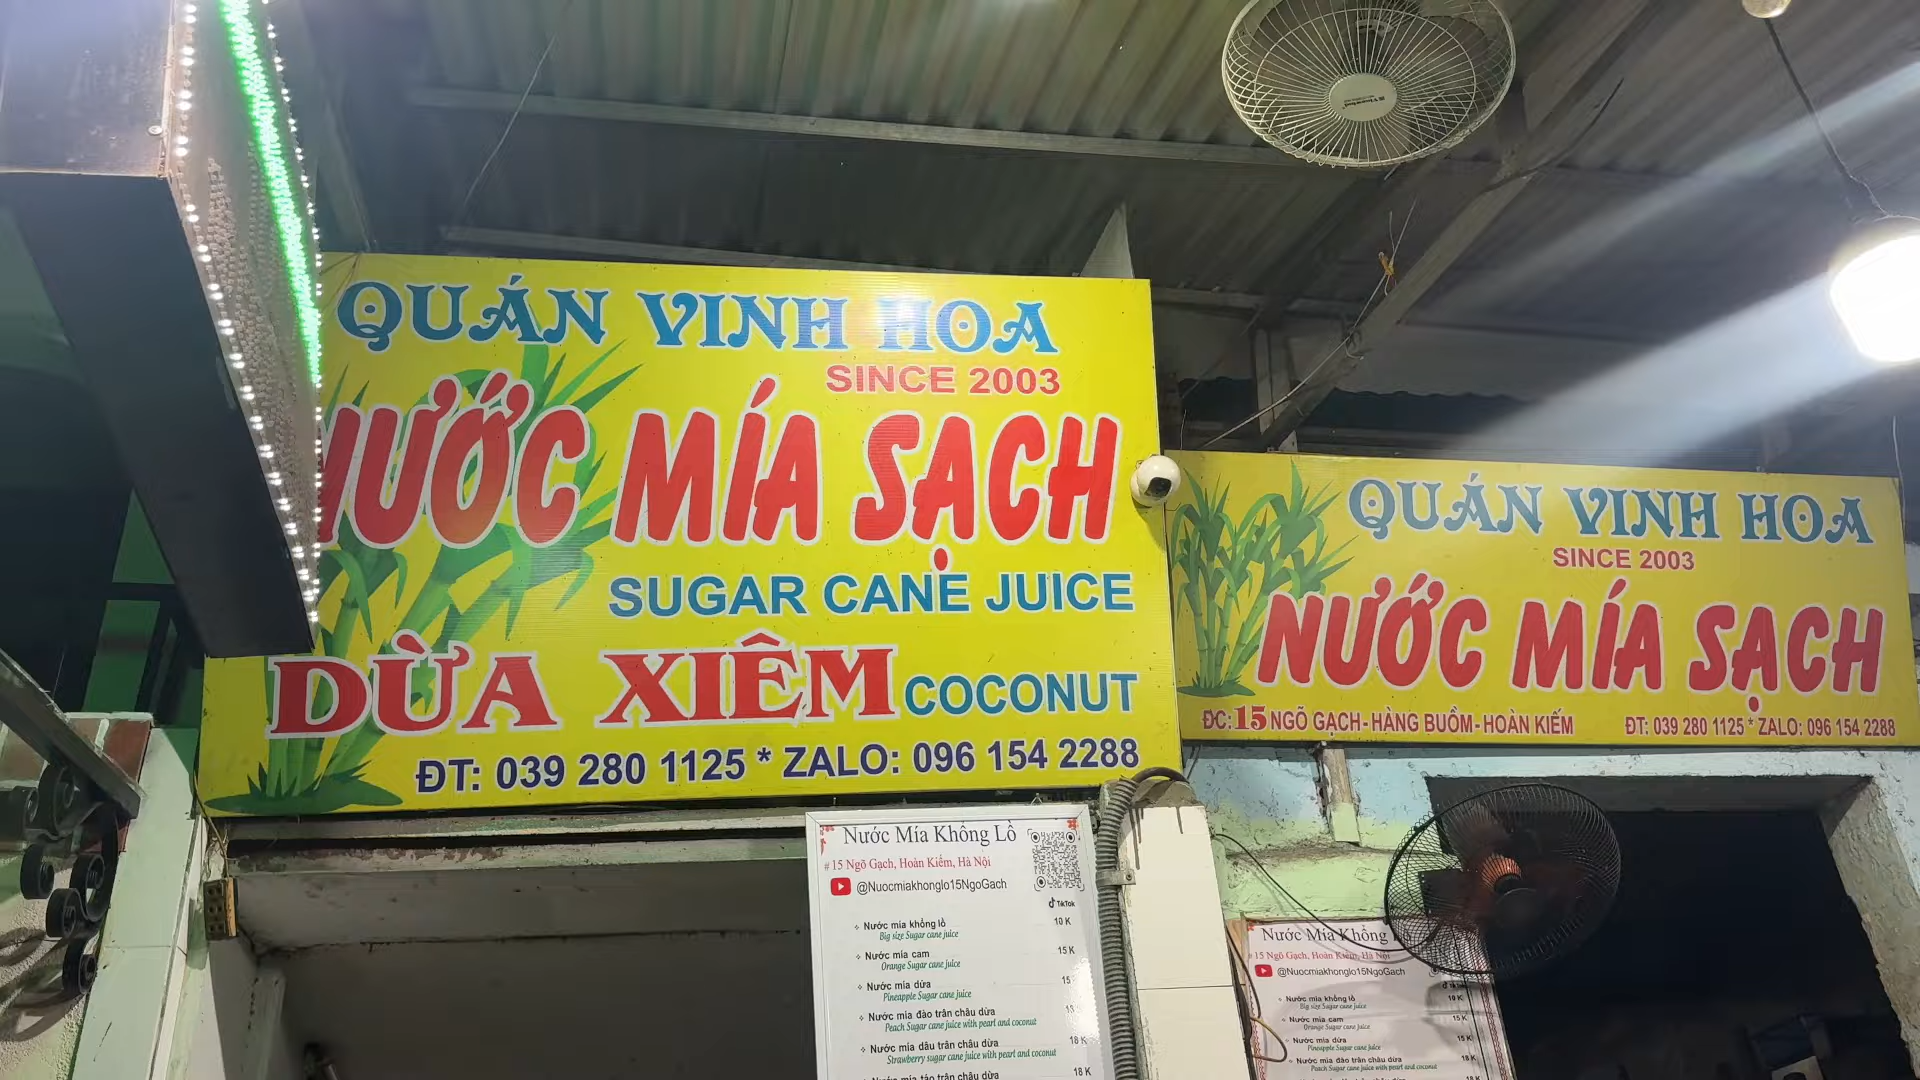 QUÁN VINH HOA
SINCE 2003
NƯỚC MÍA SẠCH
SUGAR CANE JUICE
DỪA XIÊM COCONUT
ĐT: 039 280 1125 * ZALO: 096 154 2288
QUÁN VINH HOA
SINCE 2003
NƯỚC MÍA SẠCH
ĐC: 15 NGÕ GẠCH - HÀNG BUỒM - HOÀN KIẾM ĐT: 039 280 1125 * ZALO: 096 154 2288
Nước Mía Khổng Lồ
# 15 Ngõ Gạch, Hoàn Kiếm, Hà Nội
@Nuocmiakhonglo15NgoGach
TikTok
Nước mía khổng lồ 10 K
Big size Sugar cane juice
Nước mía cam 15 K
Orange Sugar cane juice
Nước mía dứa 15
Pineapple Sugar cane juice
Nước mía đào trân châu dừa
Peach Sugar cane juice with pearl and coconut
Nước mía dâu trân châu dừa 18 K
Strawberry sugar cane juice with pearl and coconut
Nước mía táo trân châu dừa 18 K
Nước Mía Khổng
# 15 Ngõ Gạch, Hoàn Kiếm, Hà Nội
@Nuocmiakhonglo15NgoGach
Nước mía khổng lồ 10 K
Big size Sugar cane juice
Nước mía cam 15 K
Orange Sugar cane juice
Nước mía dứa 15 K
Pineapple Sugar cane juice
Nước mía đào trân châu dừa 18 K
Peach Sugar cane juice with pearl and coconut